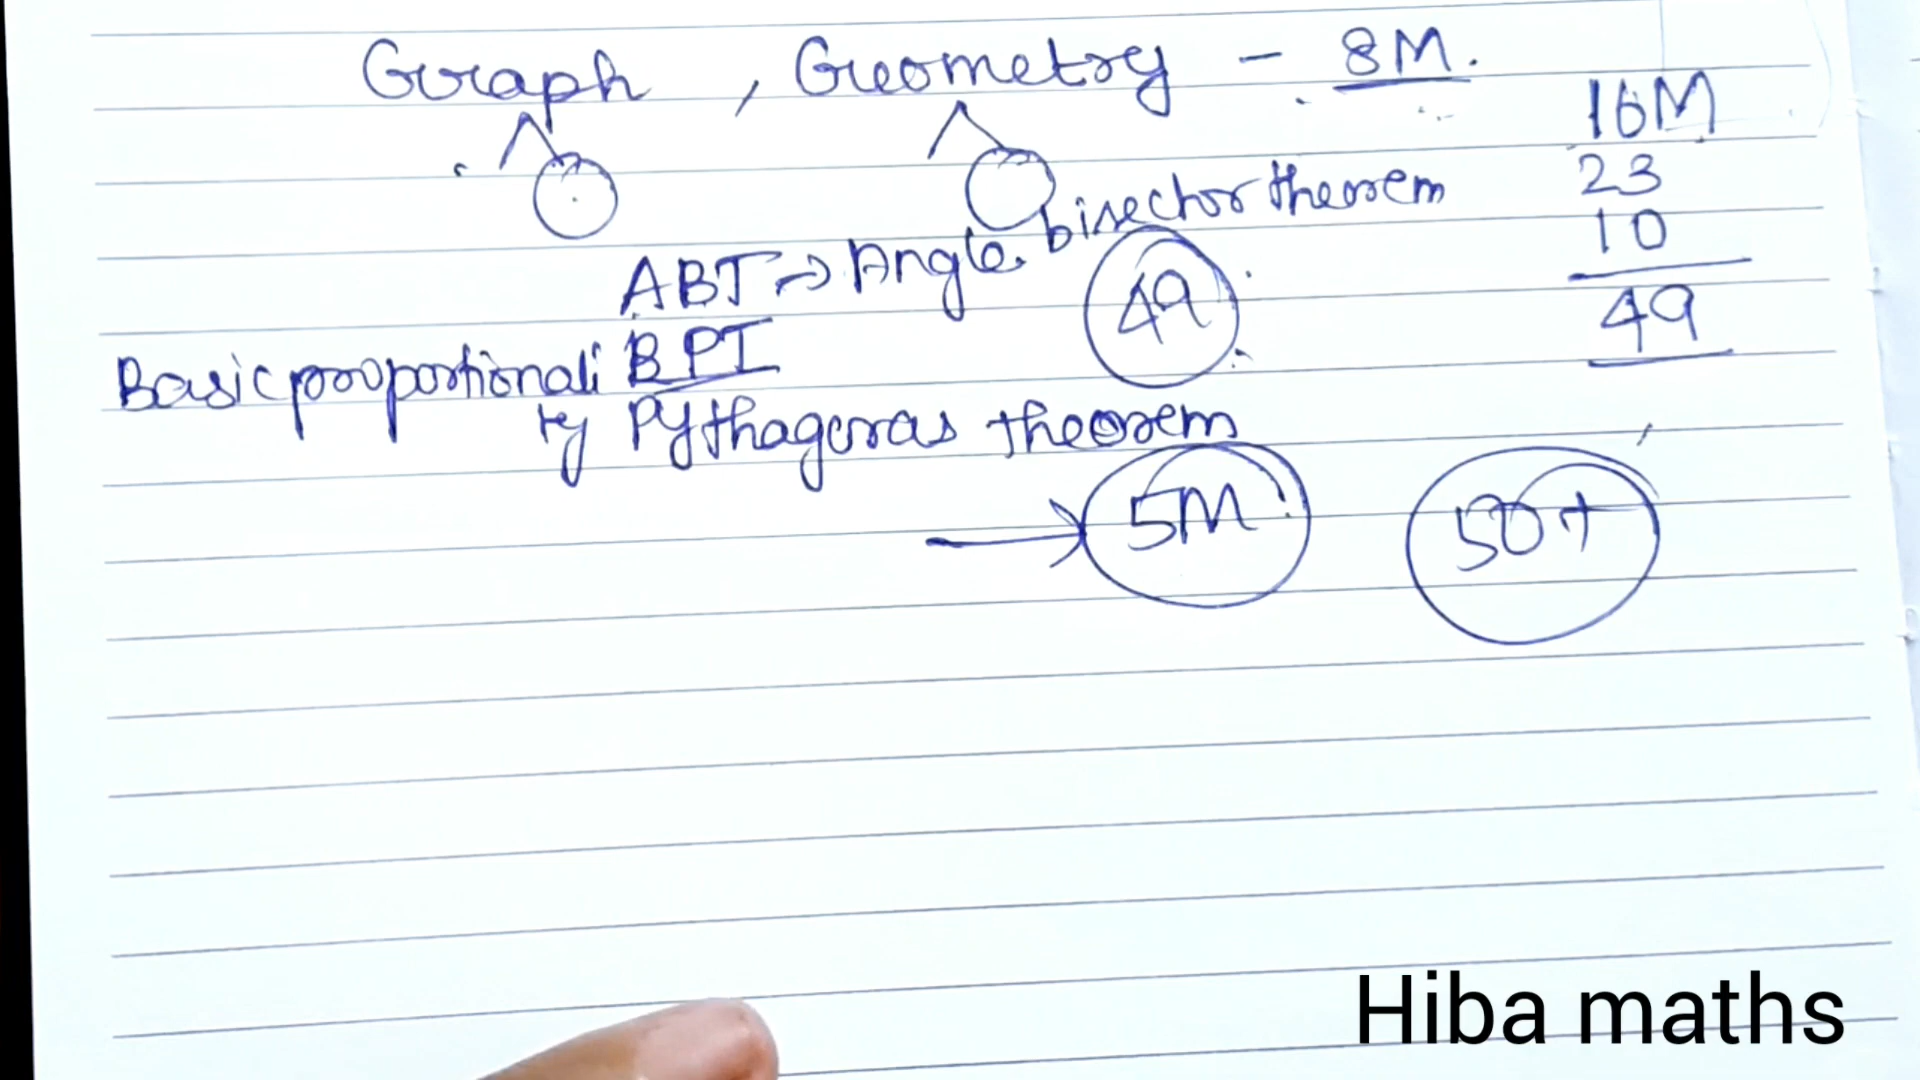 Graph , Geometry - 8M.
16M
23
10
49
ABT → Angle bisector theorem
49
Basic proportionali BPT
ty Pythagoras theorem
→ 5M
50+
Hiba maths